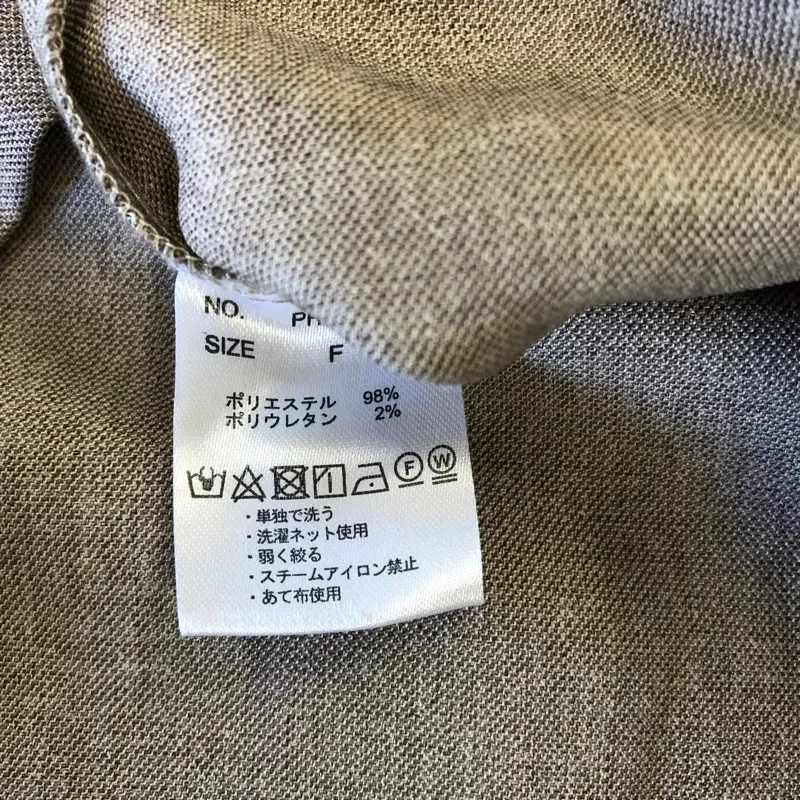 NO. PH
SIZE F
ポリエステル 98%
ポリウレタン 2%
F W
・単独で洗う
・洗濯ネット使用
・弱く絞る
・スチームアイロン禁止
・あて布使用